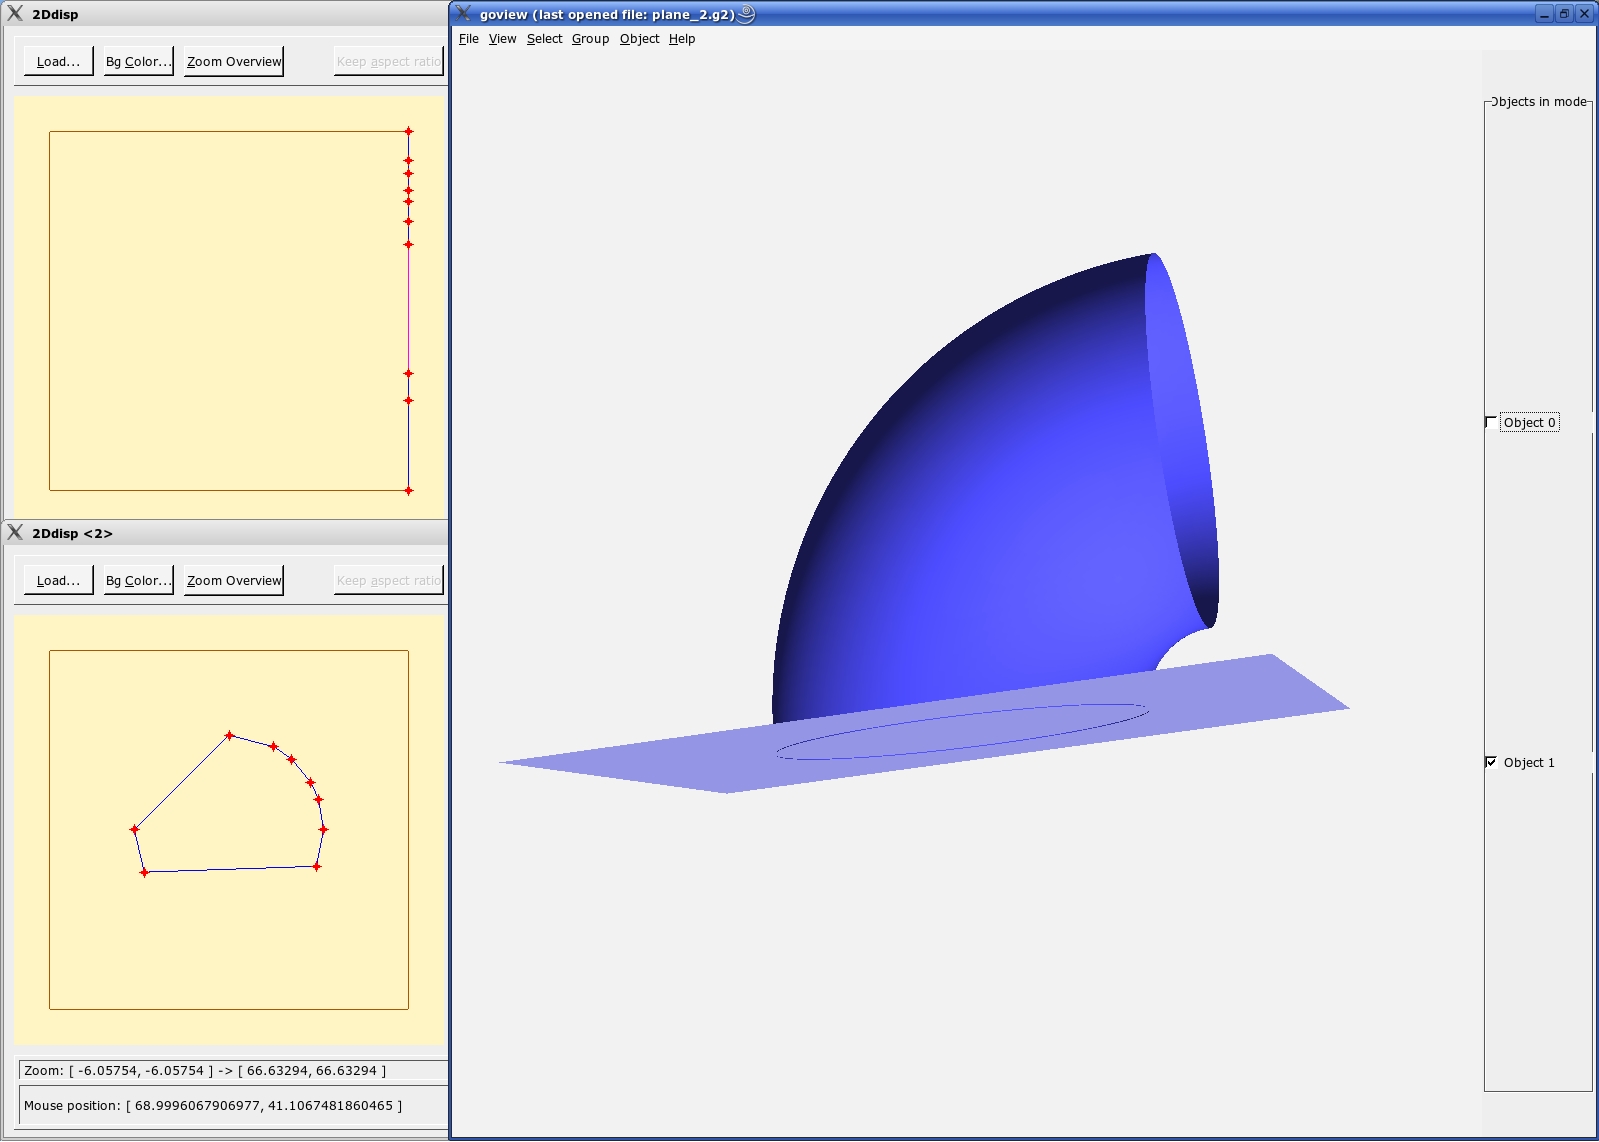 2Ddisp
Load...
Bg Color...
Zoom Overview
Keep aspect ratio
2Ddisp <2>
Load...
Bg Color...
Zoom Overview
Keep aspect ratio
Zoom: [ -6.05754, -6.05754 ] -> [ 66.63294, 66.63294 ]
Mouse position: [ 68.9996067906977, 41.1067481860465 ]
goview (last opened file: plane_2.g2)
File View Select Group Object Help
Objects in mode
Object 0
Object 1